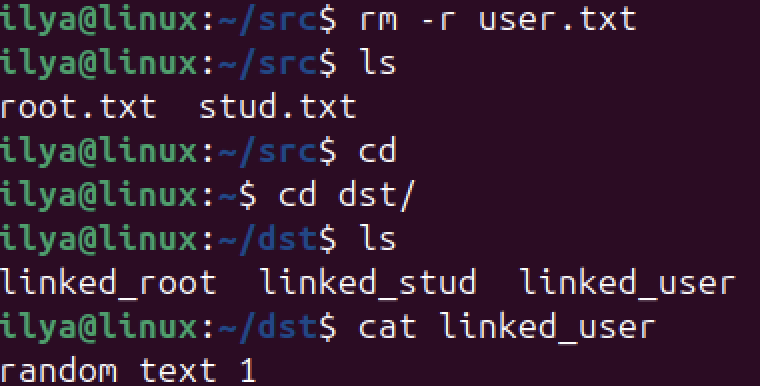 ilya@linux:~/src$ rm -r user.txt
ilya@linux:~/src$ ls
root.txt  stud.txt
ilya@linux:~/src$ cd
ilya@linux:~$ cd dst/
ilya@linux:~/dst$ ls
linked_root  linked_stud  linked_user
ilya@linux:~/dst$ cat linked_user
random text 1